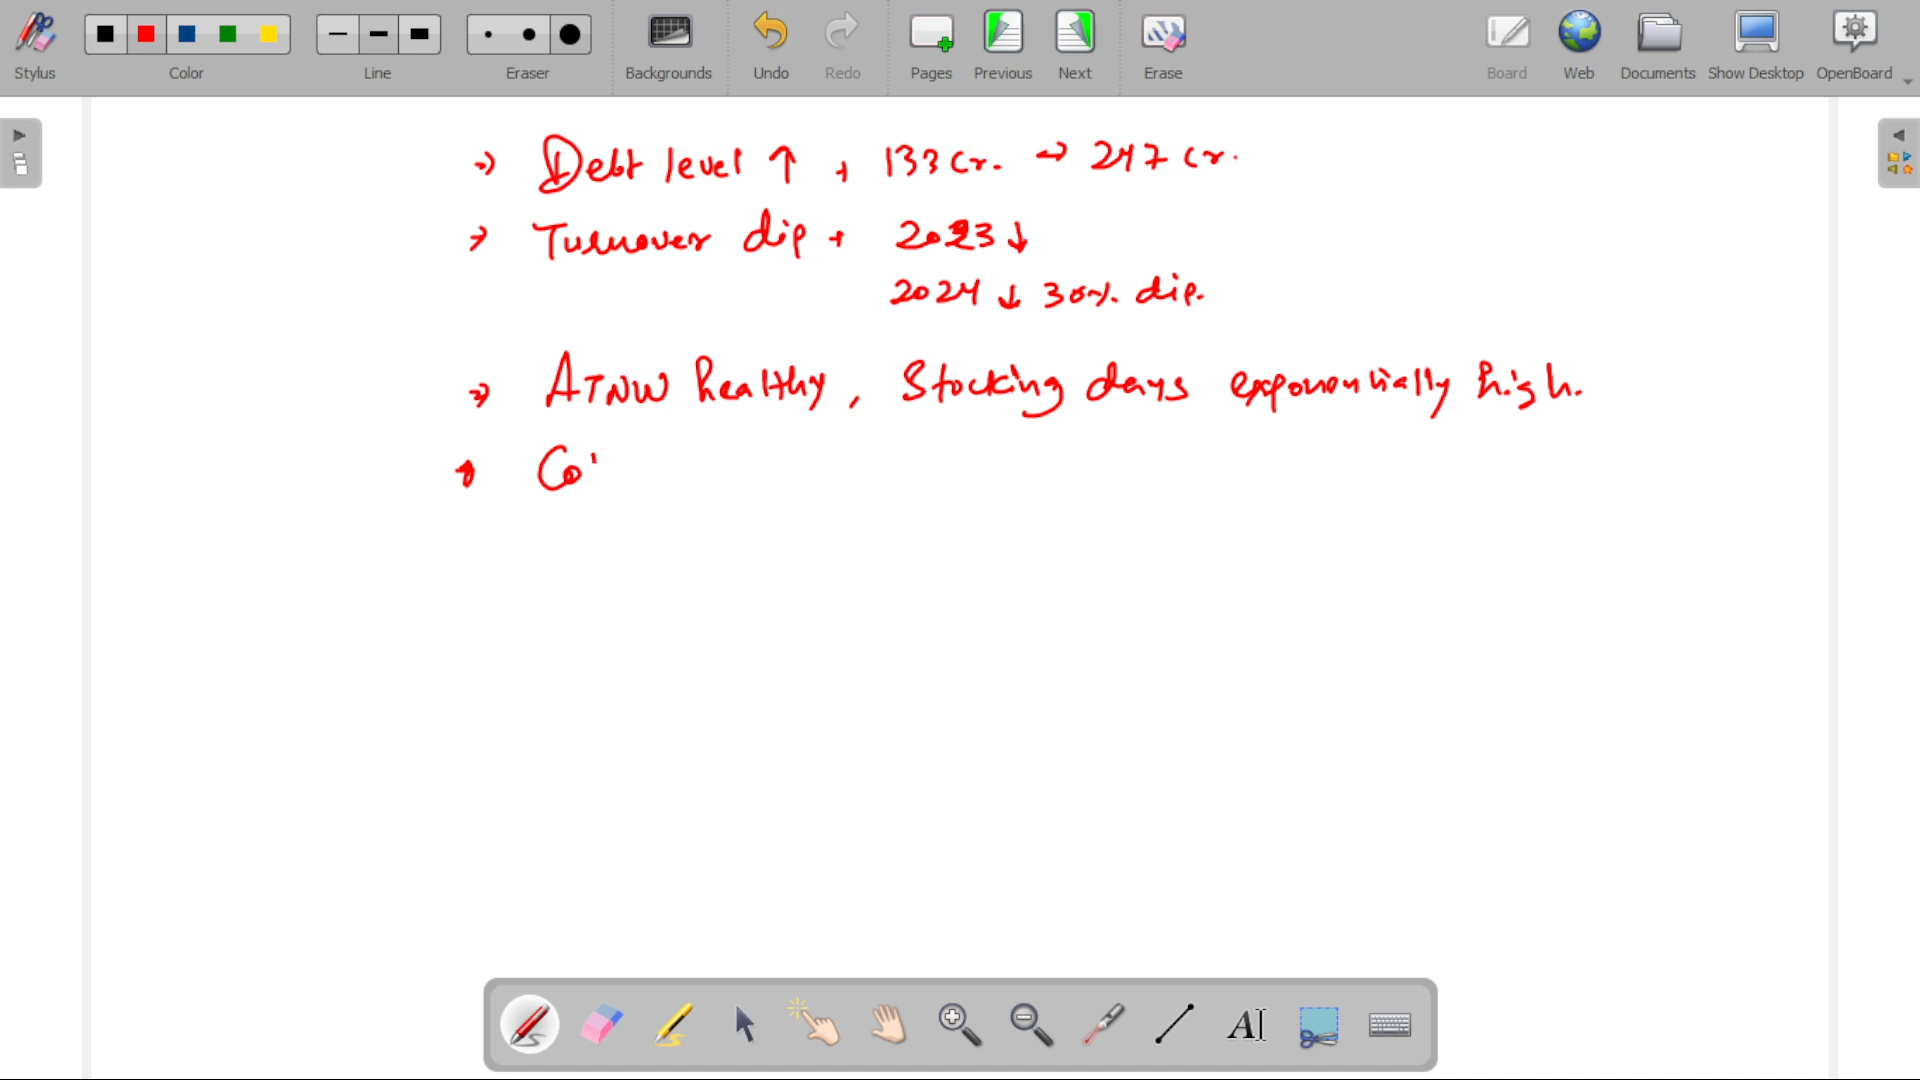 Stylus
Color
Line
Eraser
Backgrounds
Undo
Redo
Pages
Previous
Next
Erase
Board
Web
Documents
Show Desktop
OpenBoard
→ Debt level ↑ + 133 cr. → 247 cr.
→ Turnover dip + 2023 ↓
2024 ↓ 30%. dip.
→ ATNW healthy, Stocking days exponentially high.
Co
AI